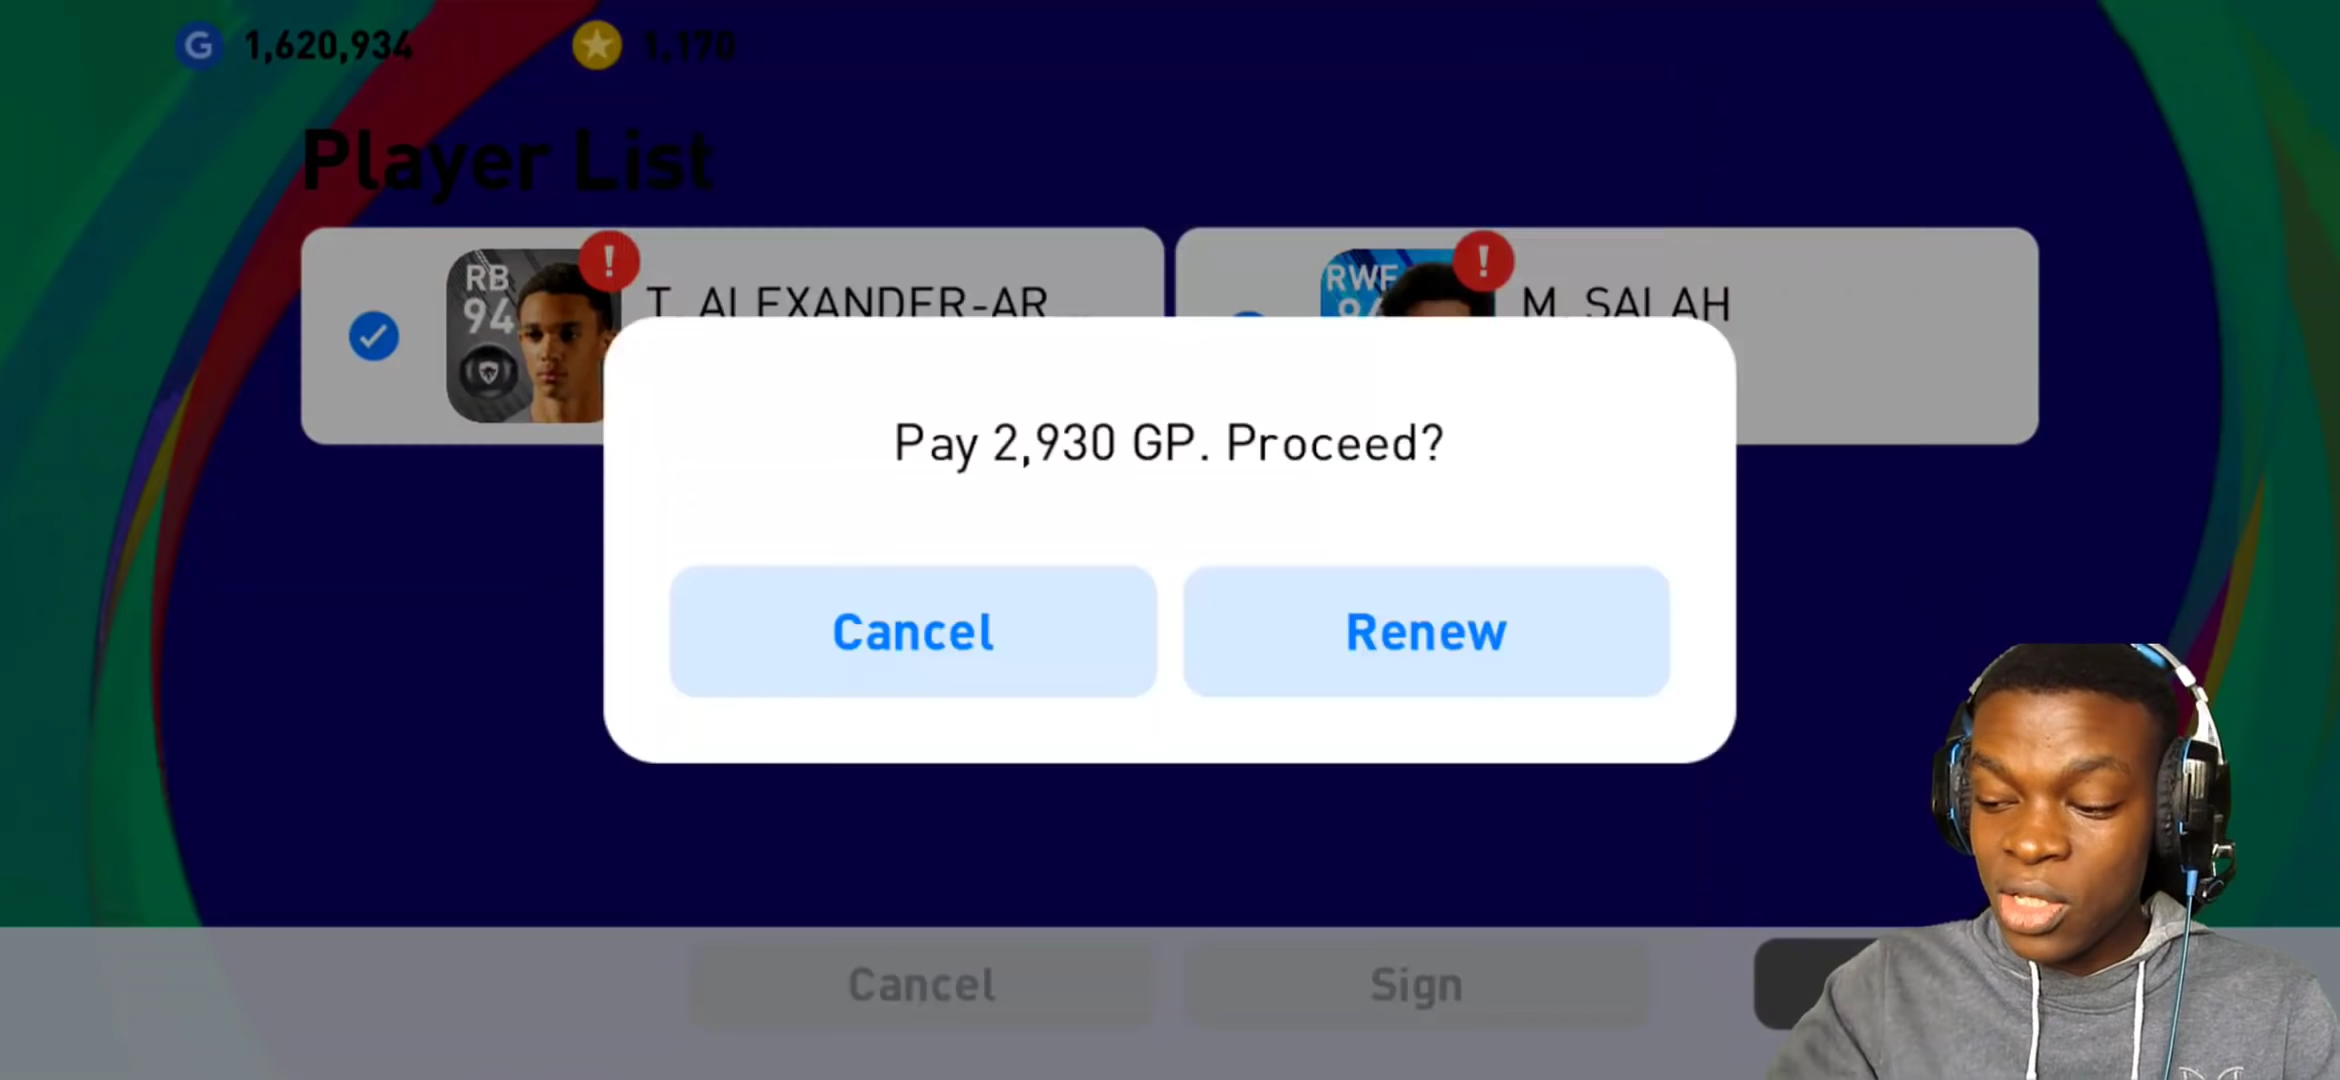 G 1,620,934 1,170
Player List
RB
94
T. ALEXANDER-AR
RWF
M. SALAH
Pay 2,930 GP. Proceed?
Cancel Renew
Cancel Sign